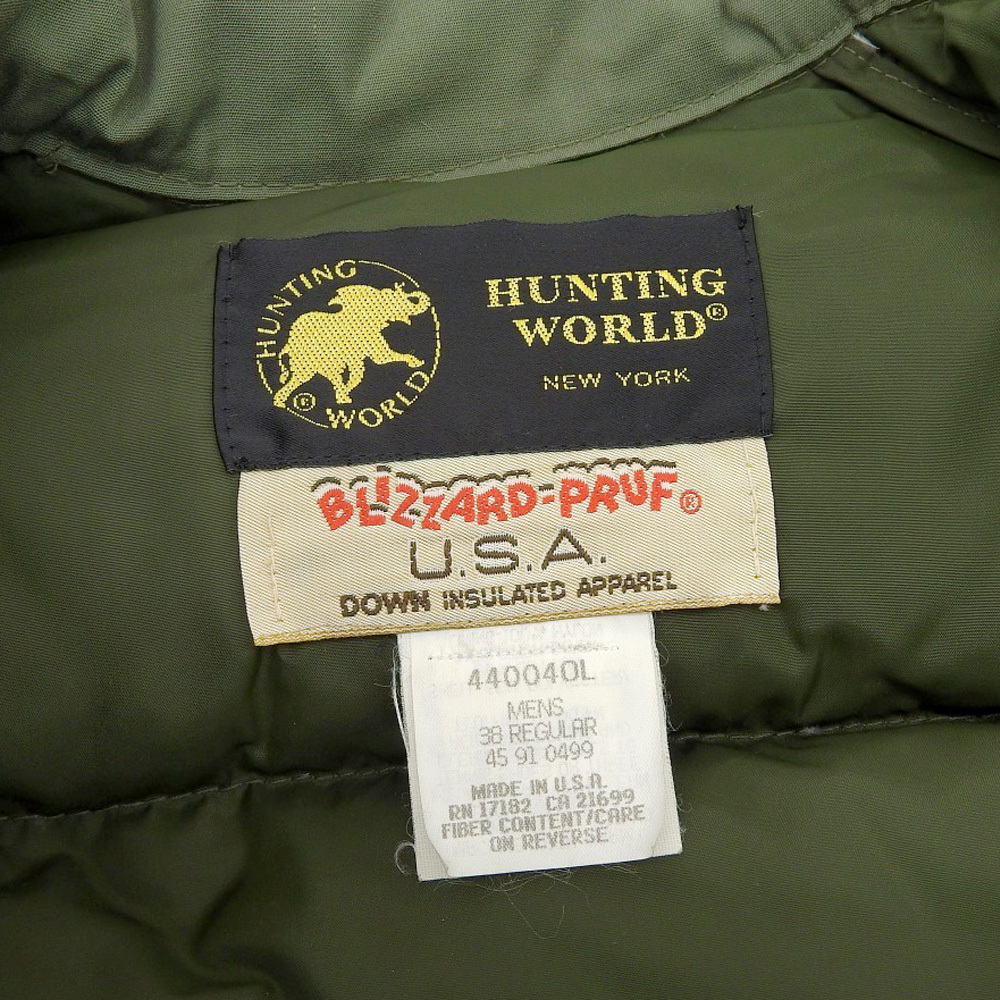 HUNTING
® WORLD
HUNTING
WORLD®
NEW YORK
BLIZZARD-PRUF®
U.S.A.
DOWN INSULATED APPAREL
440040L
MENS
38 REGULAR
45 91 0499
MADE IN U.S.A.
RN 17182 CA 21699
FIBER CONTENT/CARE
ON REVERSE